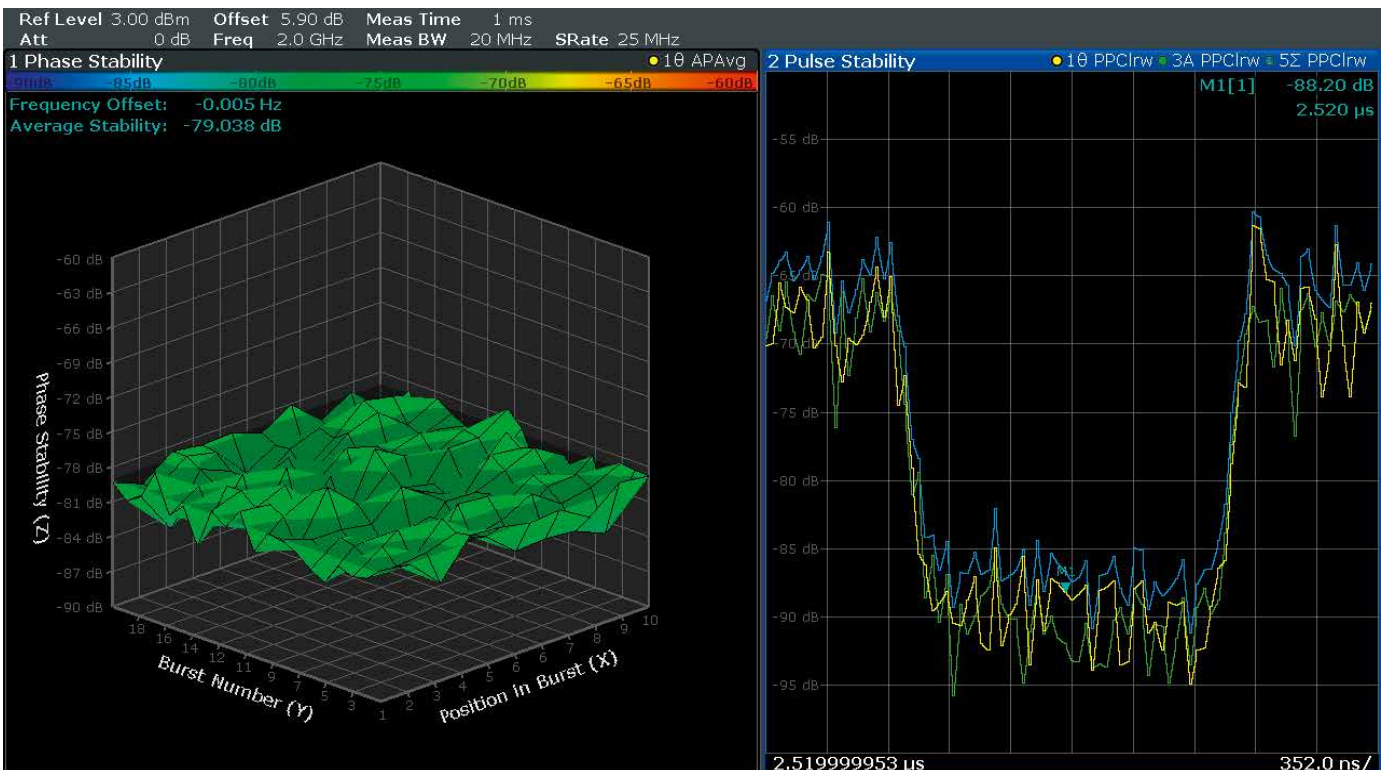 Ref Level 3.00 dBm Offset 5.90 dB Meas Time 1 ms
Att 0 dB Freq 2.0 GHz Meas BW 20 MHz SRate 25 MHz
1 Phase Stability 1θ APAvg
-90dB -85dB -80dB -75dB -70dB -65dB -60dB
Frequency Offset: -0.005 Hz
Average Stability: -79.038 dB
-60 dB
-63 dB
-66 dB
-69 dB
-72 dB
-75 dB
-78 dB
-81 dB
-84 dB
-87 dB
-90 dB
Phase Stability (Z)
18 16 14 12 11 9 7 5 3 1
Burst Number (Y)
1 2 3 4 5 6 6 7 8 9 10
Position in Burst (X)
2 Pulse Stability 1θ PPClrw 3A PPClrw 5Σ PPClrw
M1[1] -88.20 dB
2.520 µs
-55 dB
-60 dB
-65 dB
-70 dB
-75 dB
-80 dB
-85 dB
M1
-90 dB
-95 dB
2.519999953 µs 352.0 ns/